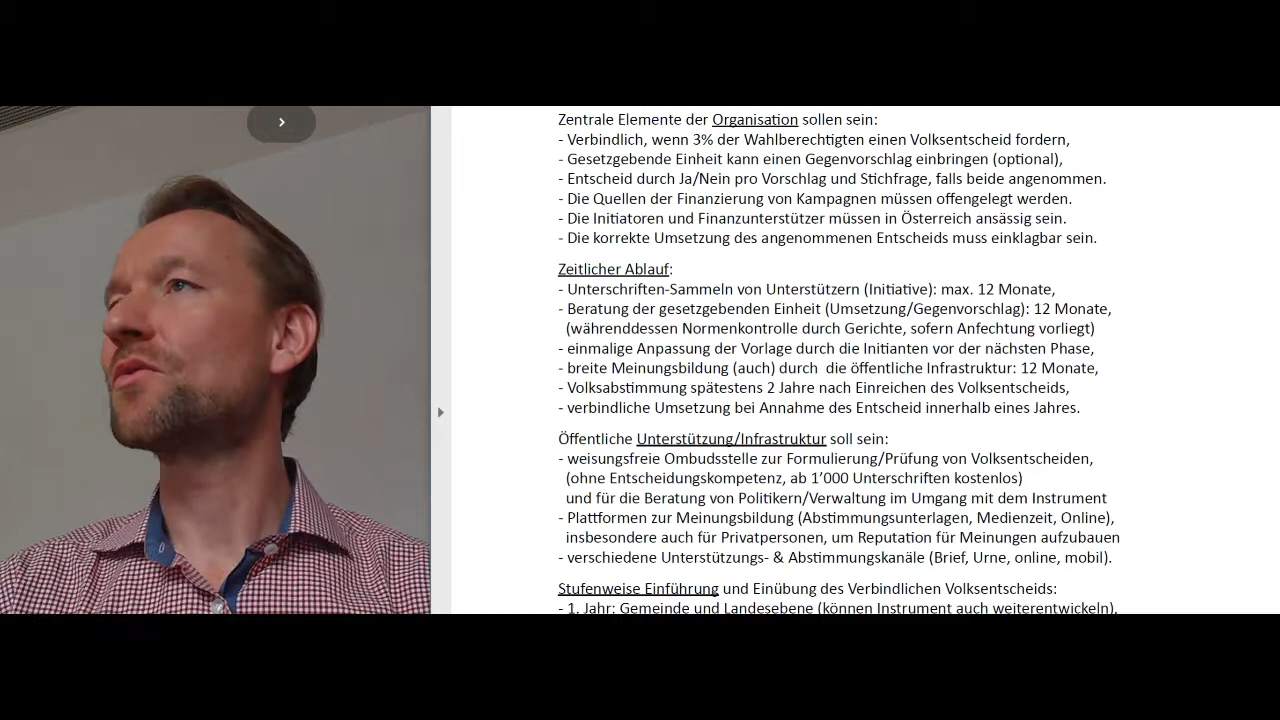 Zentrale Elemente der Organisation sollen sein:
- Verbindlich, wenn 3% der Wahlberechtigten einen Volksentscheid fordern,
- Gesetzgebende Einheit kann einen Gegenvorschlag einbringen (optional),
- Entscheid durch Ja/Nein pro Vorschlag und Stichfrage, falls beide angenommen.
- Die Quellen der Finanzierung von Kampagnen müssen offengelegt werden.
- Die Initiatoren und Finanzunterstützer müssen in Österreich ansässig sein.
- Die korrekte Umsetzung des angenommenen Entscheids muss einklagbar sein.
Zeitlicher Ablauf:
- Unterschriften-Sammeln von Unterstützern (Initiative): max. 12 Monate,
- Beratung der gesetzgebenden Einheit (Umsetzung/Gegenvorschlag): 12 Monate,
(währenddessen Normenkontrolle durch Gerichte, sofern Anfechtung vorliegt)
- einmalige Anpassung der Vorlage durch die Initianten vor der nächsten Phase,
- breite Meinungsbildung (auch) durch  die öffentliche Infrastruktur: 12 Monate,
- Volksabstimmung spätestens 2 Jahre nach Einreichen des Volksentscheids,
- verbindliche Umsetzung bei Annahme des Entscheid innerhalb eines Jahres.
Öffentliche Unterstützung/Infrastruktur soll sein:
- weisungsfreie Ombudsstelle zur Formulierung/Prüfung von Volksentscheiden,
(ohne Entscheidungskompetenz, ab 1’000 Unterschriften kostenlos)
und für die Beratung von Politikern/Verwaltung im Umgang mit dem Instrument
- Plattformen zur Meinungsbildung (Abstimmungsunterlagen, Medienzeit, Online),
insbesondere auch für Privatpersonen, um Reputation für Meinungen aufzubauen
- verschiedene Unterstützungs- & Abstimmungskanäle (Brief, Urne, online, mobil).
Stufenweise Einführung und Einübung des Verbindlichen Volksentscheids:
- 1. Jahr: Gemeinde und Landesebene (können Instrument auch weiterentwickeln),